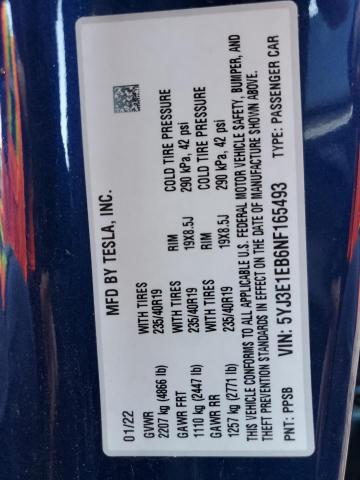 MFD BY TESLA, INC.
01/22
GVWR WITH TIRES RIM COLD TIRE PRESSURE
2207 kg (4866 lb) 235/40R19 19X8.5J 290 kPa, 42 psi
GAWR FRT WITH TIRES RIM COLD TIRE PRESSURE
1110 kg (2447 lb) 235/40R19 19X8.5J 290 kPa, 42 psi
GAWR RR WITH TIRES
1257 kg (2771 lb) 235/40R19
THIS VEHICLE CONFORMS TO ALL APPLICABLE U.S. FEDERAL MOTOR VEHICLE SAFETY, BUMPER, AND
THEFT PREVENTION STANDARDS IN EFFECT ON THE DATE OF MANUFACTURE SHOWN ABOVE.
VIN: 5YJ3E1EB6NF165493
PNT: PPSB TYPE: PASSENGER CAR